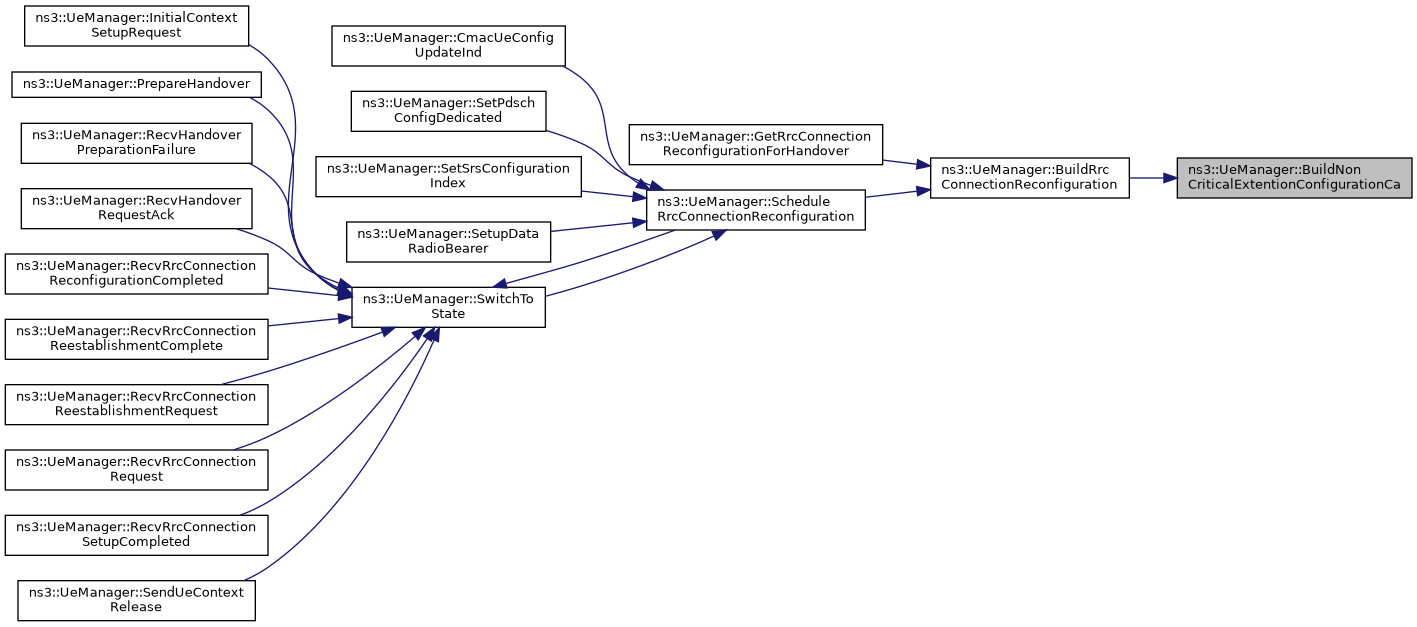 ns3::UeManager::InitialContext
SetupRequest
ns3::UeManager::PrepareHandover
ns3::UeManager::RecvHandover
PreparationFailure
ns3::UeManager::RecvHandover
RequestAck
ns3::UeManager::RecvRrcConnection
ReconfigurationCompleted
ns3::UeManager::RecvRrcConnection
ReestablishmentComplete
ns3::UeManager::RecvRrcConnection
ReestablishmentRequest
ns3::UeManager::RecvRrcConnection
Request
ns3::UeManager::RecvRrcConnection
SetupCompleted
ns3::UeManager::SendUeContext
Release
ns3::UeManager::CmacUeConfig
UpdateInd
ns3::UeManager::SetPdsch
ConfigDedicated
ns3::UeManager::SetSrsConfiguration
Index
ns3::UeManager::SetupData
RadioBearer
ns3::UeManager::SwitchTo
State
ns3::UeManager::GetRrcConnection
ReconfigurationForHandover
ns3::UeManager::Schedule
RrcConnectionReconfiguration
ns3::UeManager::BuildRrc
ConnectionReconfiguration
ns3::UeManager::BuildNon
CriticalExtentionConfigurationCa